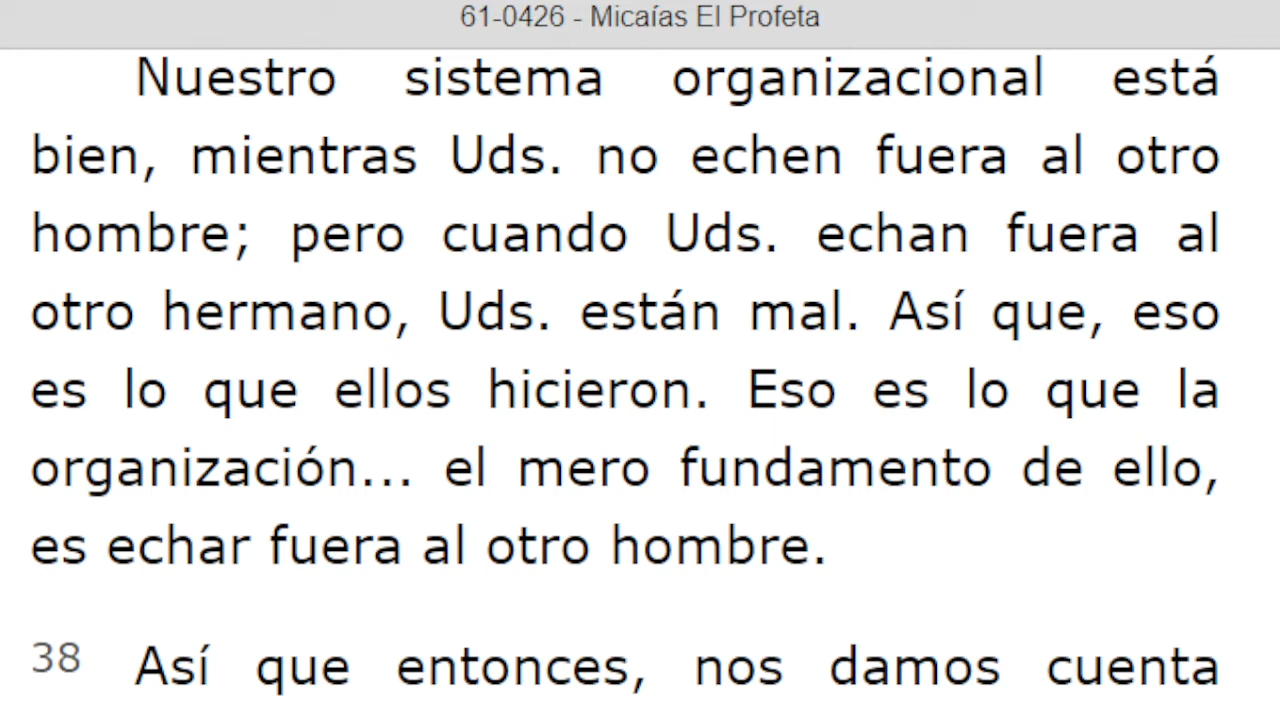 61-0426 - Micaías El Profeta
Nuestro sistema organizacional está
bien, mientras Uds. no echen fuera al otro
hombre; pero cuando Uds. echan fuera al
otro hermano, Uds. están mal. Así que, eso
es lo que ellos hicieron. Eso es lo que la
organización... el mero fundamento de ello,
es echar fuera al otro hombre.
38 Así que entonces, nos damos cuenta